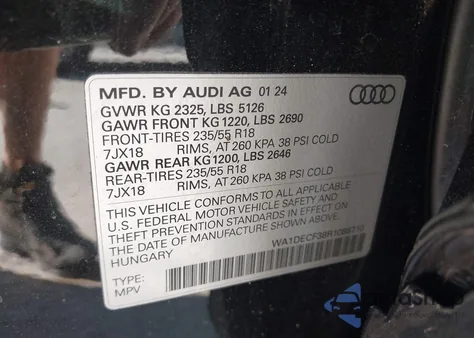 MFD. BY AUDI AG 01 24
GVWR KG 2325, LBS 5126
GAWR FRONT KG 1220, LBS 2690
FRONT-TIRES 235/55 R18
7JX18 RIMS, AT 260 KPA 38 PSI COLD
GAWR REAR KG 1200, LBS 2646
REAR-TIRES 235/55 R18
7JX18 RIMS, AT 260 KPA 38 PSI COLD
THIS VEHICLE CONFORMS TO ALL APPLICABLE
U.S. FEDERAL MOTOR VEHICLE SAFETY AND
THEFT PREVENTION STANDARDS IN EFFECT ON
THE DATE OF MANUFACTURE SHOWN ABOVE.
HUNGARY
TYPE:
MPV